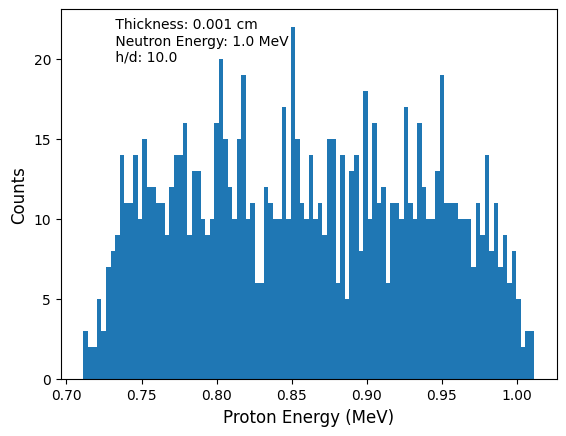 Thickness: 0.001 cm
Neutron Energy: 1.0 MeV
h/d: 10.0
20
15
10
5
0
Counts
0.70 0.75 0.80 0.85 0.90 0.95 1.00
Proton Energy (MeV)